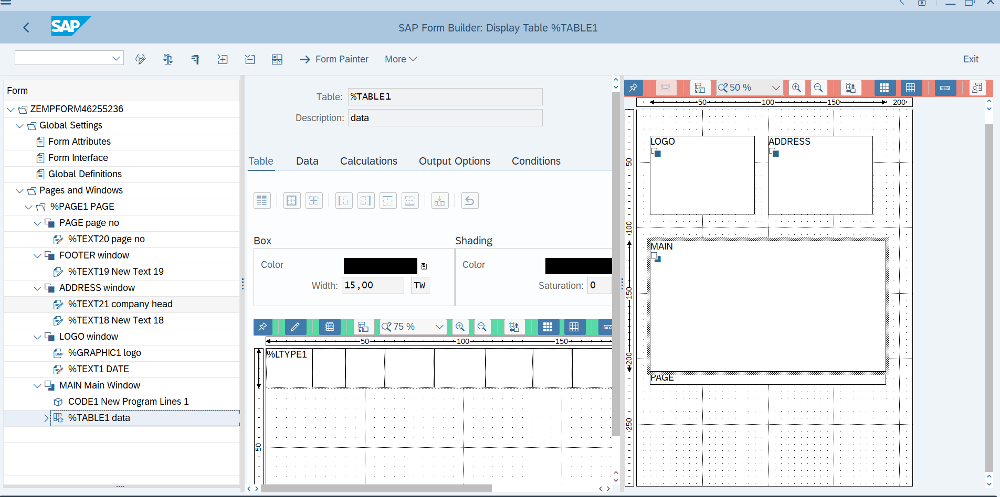 SAP
SAP Form Builder: Display Table %TABLE1
Form Painter
More
Exit
Form
ZEMPFORM46255236
Global Settings
Form Attributes
Form Interface
Global Definitions
Pages and Windows
%PAGE1 PAGE
PAGE page no
%TEXT20 page no
FOOTER window
%TEXT19 New Text 19
ADDRESS window
%TEXT21 company head
%TEXT18 New Text 18
LOGO window
BMP %GRAPHIC1 logo
%TEXT1 DATE
MAIN Main Window
CODE1 New Program Lines 1
%TABLE1 data
Table: %TABLE1
Description: data
Table Data Calculations Output Options Conditions
Box
Color
Width: 15,00 TW
Shading
Color
Saturation: 0
75 %
50 100 150
%LTYPE1
50
50 %
50 100 150 200
LOGO
ADDRESS
50
100
MAIN
150
200
PAGE
250